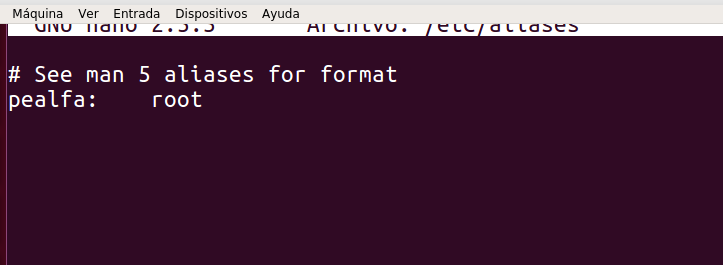 Máquina Ver Entrada Dispositivos Ayuda
GNU nano 2.5.3 Archivo: /etc/aliases
# See man 5 aliases for format
pealfa: root